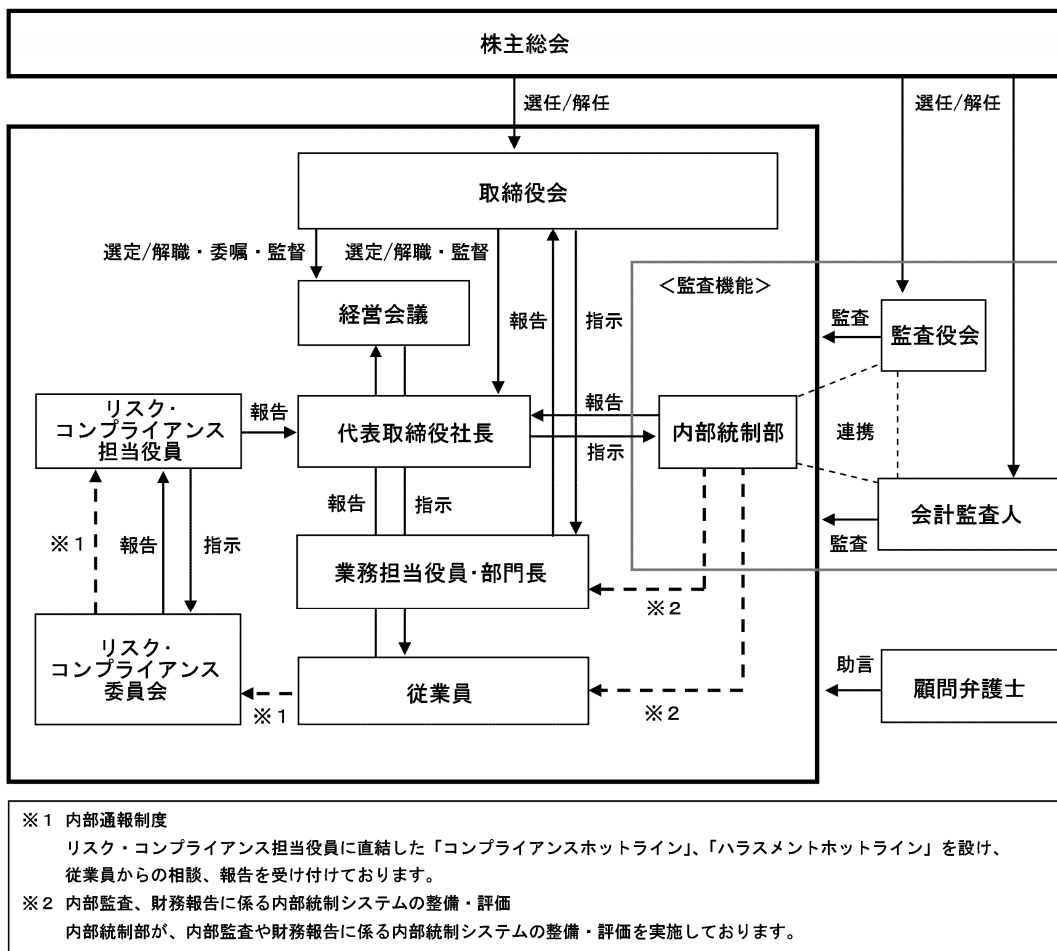 株主総会
選任/解任
選任/解任
取締役会
選定/解職・委嘱・監督
選定/解職・監督
＜監査機能＞
経営会議
報告
指示
監査
監査役会
リスク・
コンプライアンス
担当役員
報告
代表取締役社長
報告
指示
内部統制部
連携
報告
指示
会計監査人
監査
※１
報告
指示
業務担当役員・部門長
※２
リスク・
コンプライアンス
委員会
※１
従業員
※２
助言
顧問弁護士
※１ 内部通報制度
リスク・コンプライアンス担当役員に直結した「コンプライアンスホットライン」、「ハラスメントホットライン」を設け、
従業員からの相談、報告を受け付けております。
※２ 内部監査、財務報告に係る内部統制システムの整備・評価
内部統制部が、内部監査や財務報告に係る内部統制システムの整備・評価を実施しております。